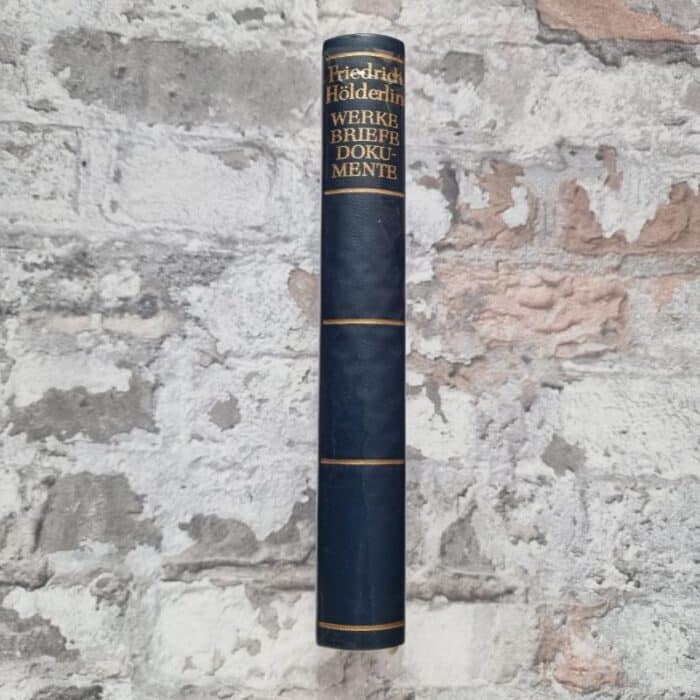 Friedrich
Hölderlin
WERKE
BRIEFE
DOKU-
MENTE